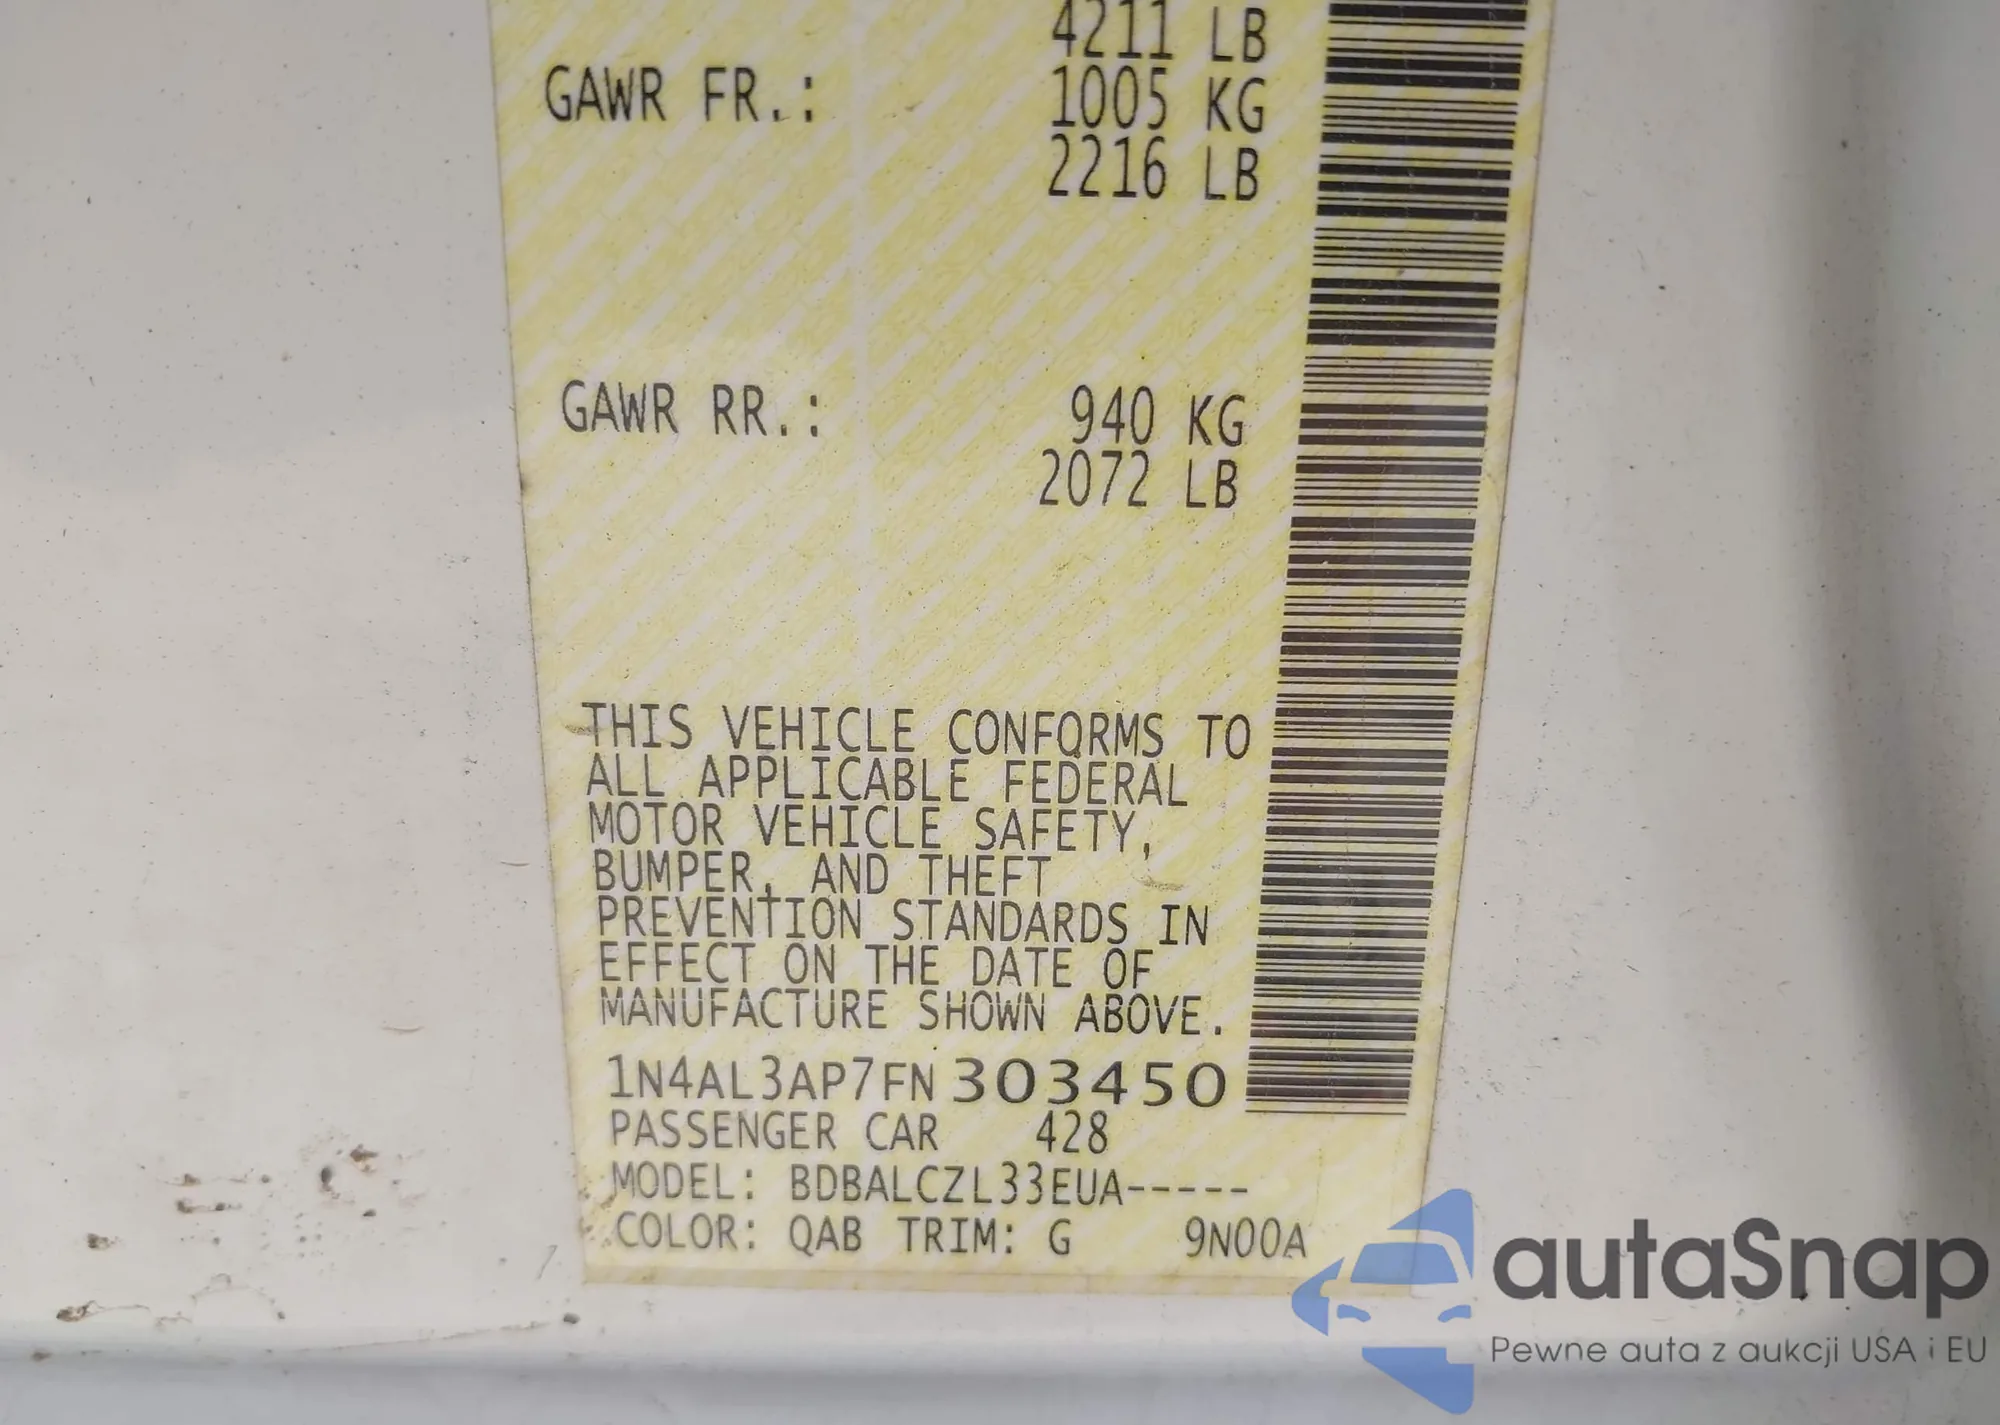 4211 LB
GAWR FR.: 1005 KG
2216 LB
GAWR RR.: 940 KG
2072 LB
THIS VEHICLE CONFORMS TO
ALL APPLICABLE FEDERAL
MOTOR VEHICLE SAFETY,
BUMPER, AND THEFT
PREVENTION STANDARDS IN
EFFECT ON THE DATE OF
MANUFACTURE SHOWN ABOVE.
1N4AL3AP7FN303450
PASSENGER CAR 428
MODEL: BDBALCZL33EUA-----
COLOR: QAB TRIM: G 9N00A
autaSnap
Pewne auta z aukcji USA i EU